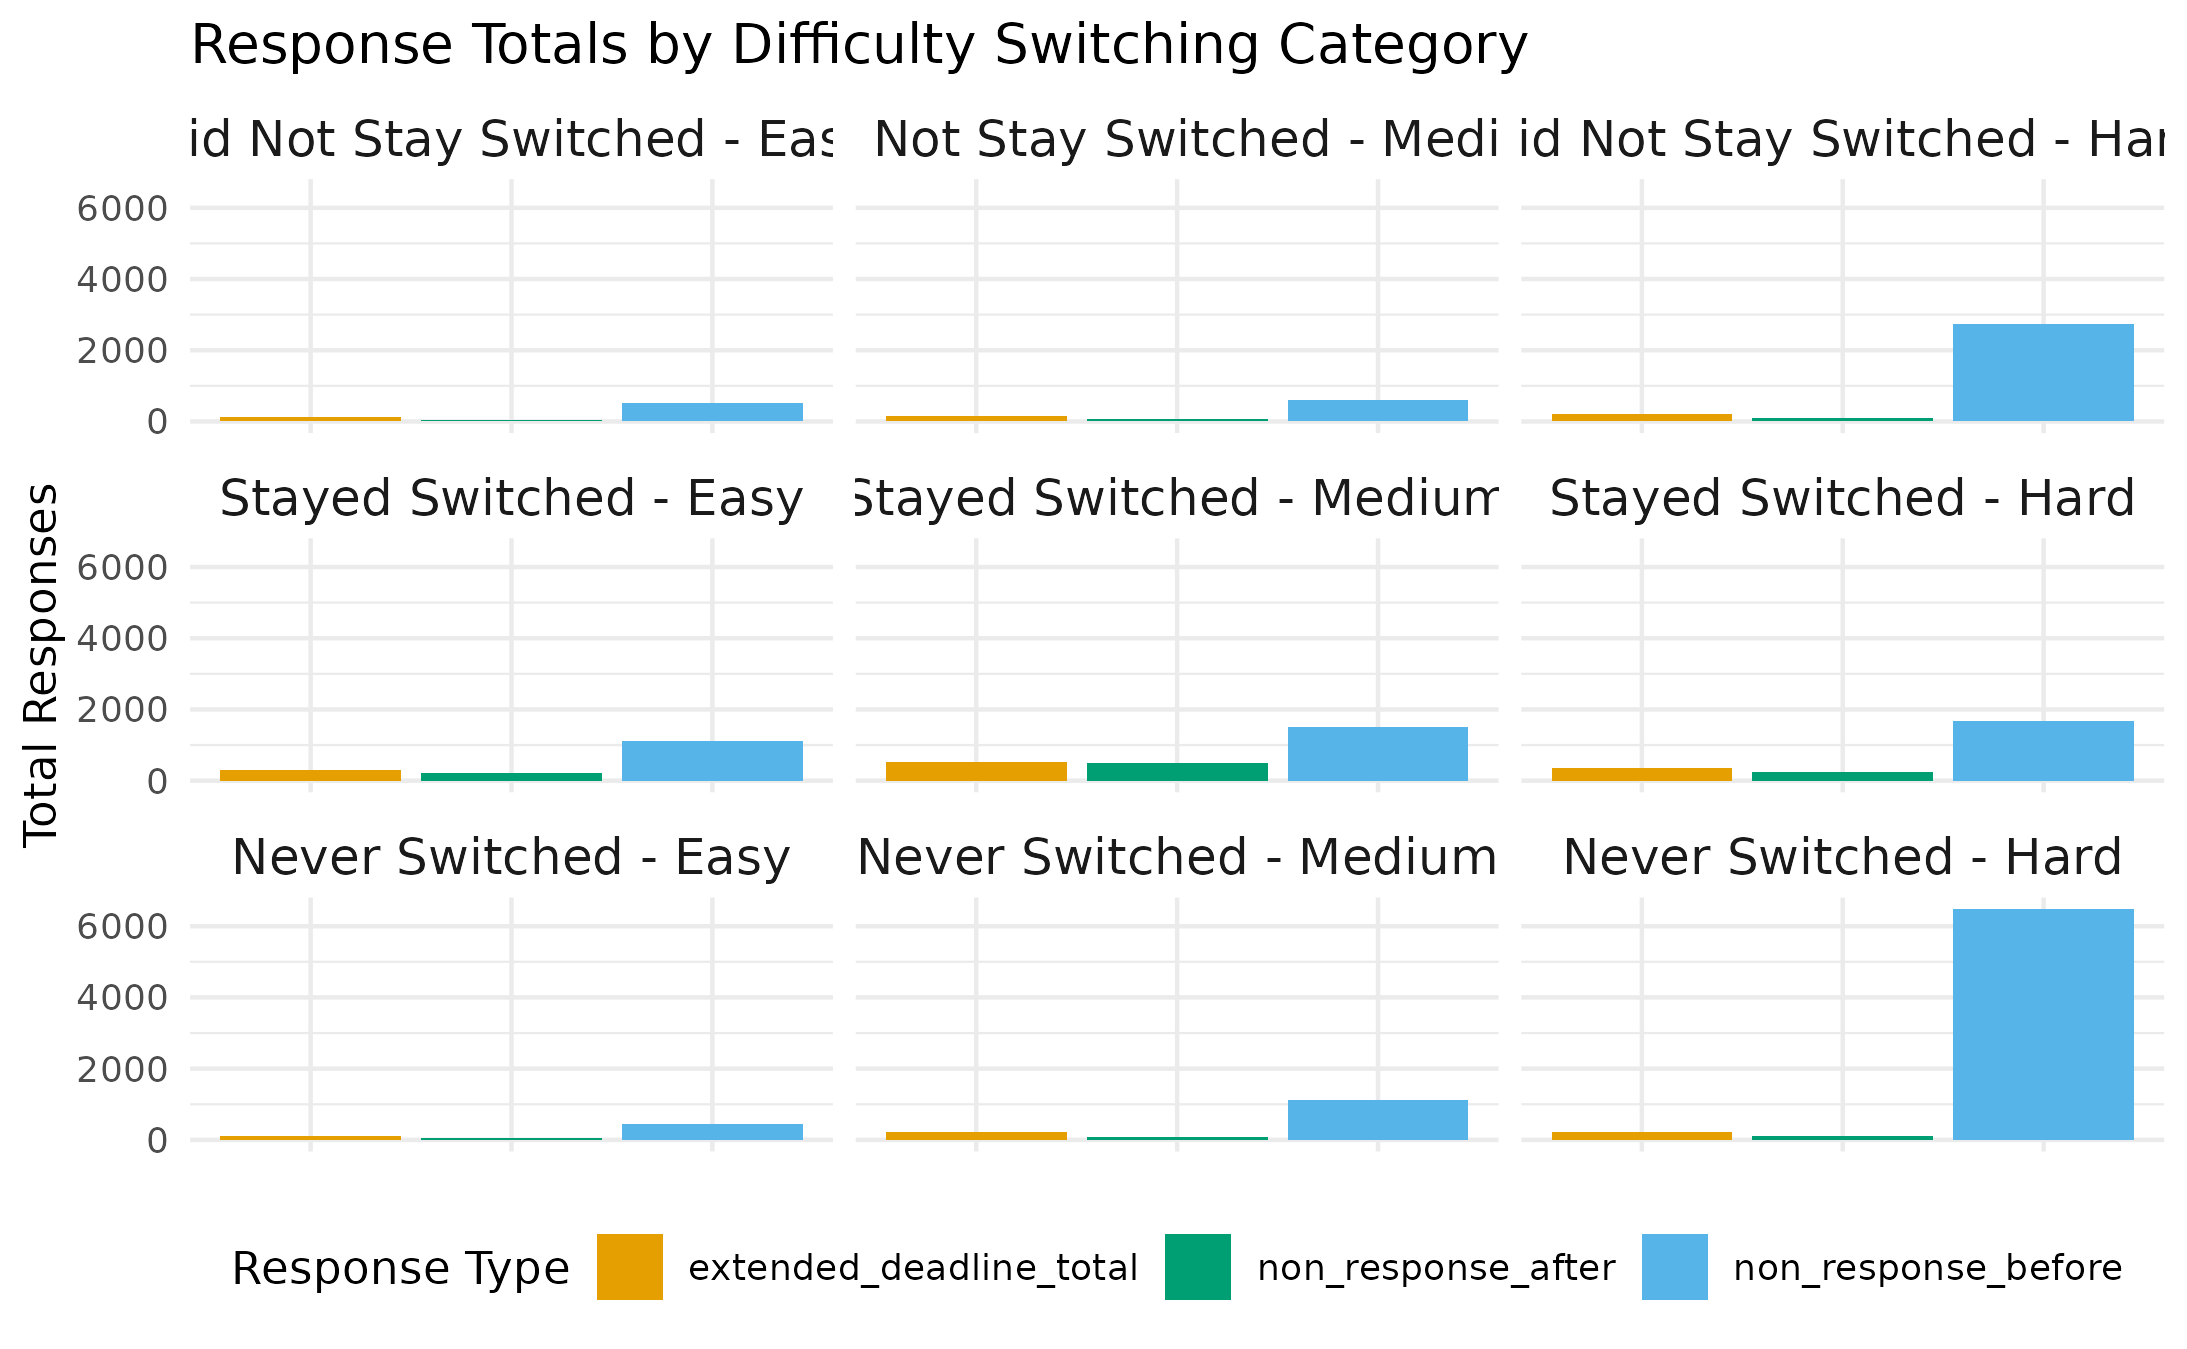 Response Totals by Difficulty Switching Category
id Not Stay Switched - Eas
Not Stay Switched - Medi
id Not Stay Switched - Har
6000
4000
2000
0
Stayed Switched - Easy
Stayed Switched - Medium
Stayed Switched - Hard
Total Responses
6000
4000
2000
0
Never Switched - Easy
Never Switched - Medium
Never Switched - Hard
6000
4000
2000
0
Response Type
extended_deadline_total
non_response_after
non_response_before